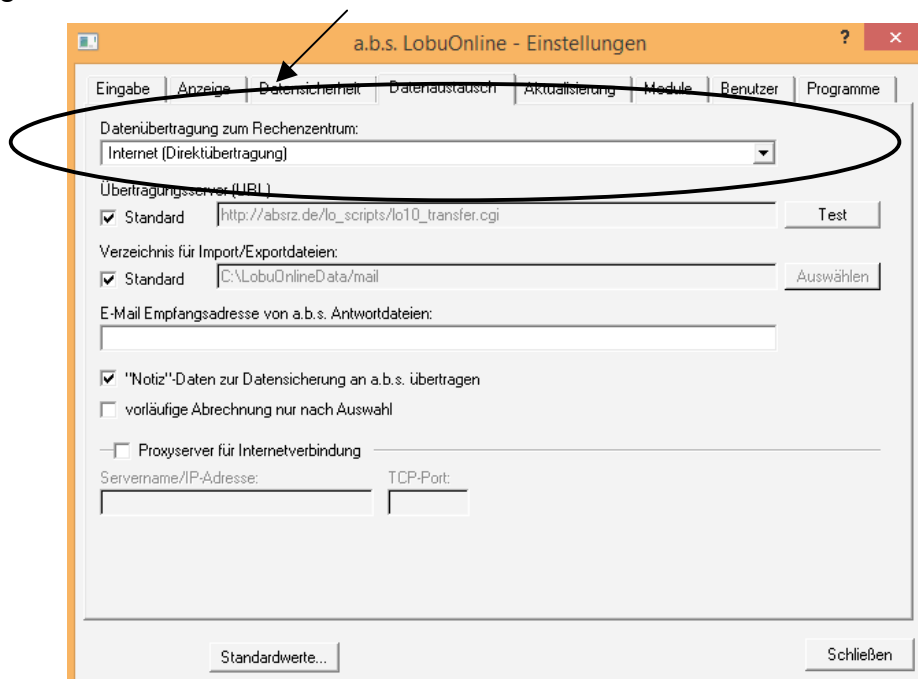 g
a.b.s. LobuOnline - Einstellungen ? ×
Eingabe Anzeige Datensicherheit Datenaustausch Aktualisierung Module Benutzer Programme
Datenübertragung zum Rechenzentrum:
Internet (Direktübertragung)
Übertragungsserver (URL)
Standard http://absrz.de/lo_scripts/lo10_transfer.cgi Test
Verzeichnis für Import/Exportdateien:
Standard C:\LobuOnlineData/mail Auswählen
E-Mail Empfangsadresse von a.b.s. Antwortdateien:
"Notiz"-Daten zur Datensicherung an a.b.s. übertragen
vorläufige Abrechnung nur nach Auswahl
Proxyserver für Internetverbindung
Servername/IP-Adresse: TCP-Port:
Standardwerte... Schließen